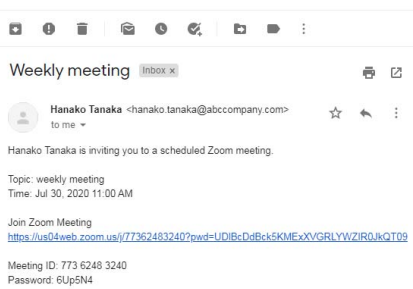 Weekly meeting Inbox x
Hanako Tanaka <hanako.tanaka@abccompany.com>
to me
Hanako Tanaka is inviting you to a scheduled Zoom meeting.
Topic: weekly meeting
Time: Jul 30, 2020 11:00 AM
Join Zoom Meeting
https://us04web.zoom.us/j/77362483240?pwd=UDlBcDdBck5KMExXVGRLYWZIR0JkQT09
Meeting ID: 773 6248 3240
Password: 6Up5N4